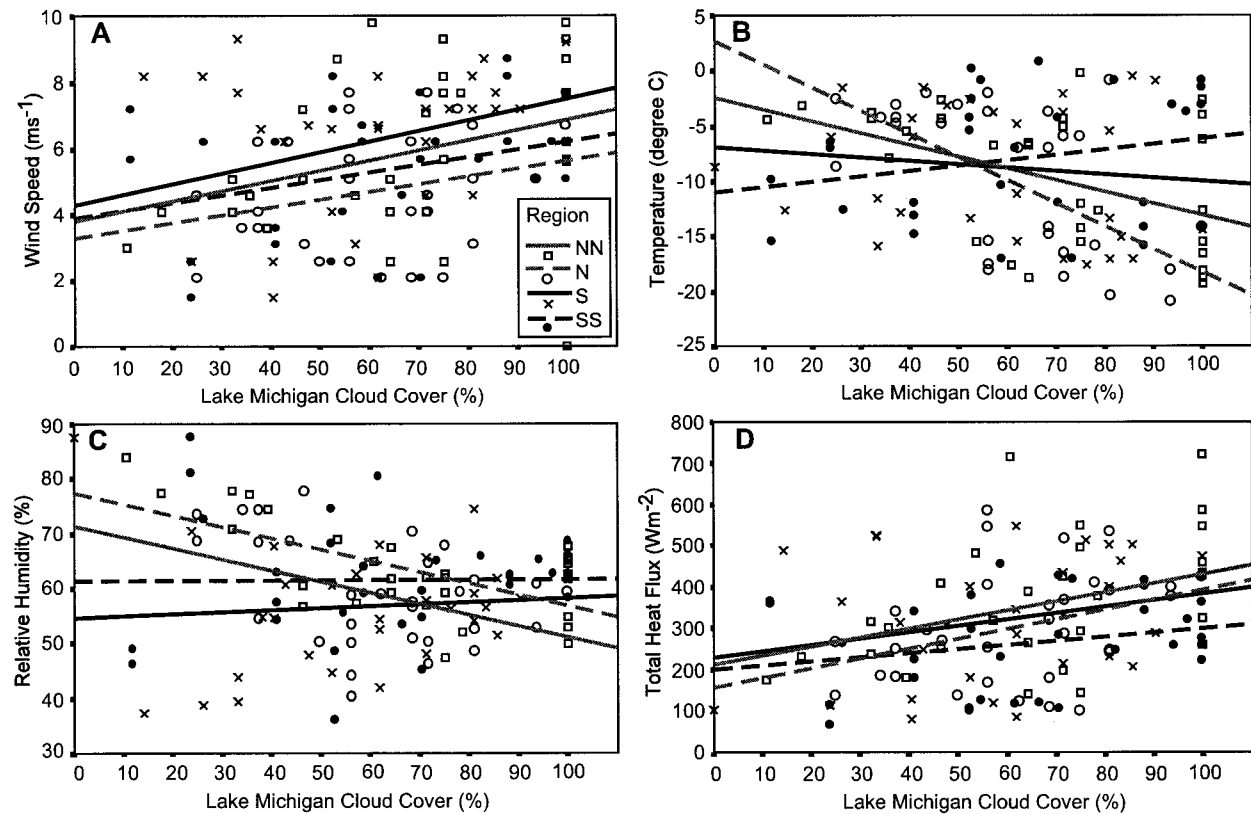 A
Wind Speed (ms-1)
10
8
6
4
2
0
0 10 20 30 40 50 60 70 80 90 100
Lake Michigan Cloud Cover (%)
Region
NN
N
S
SS
B
Temperature (degree C)
5
0
-5
-10
-15
-20
-25
0 10 20 30 40 50 60 70 80 90 100
Lake Michigan Cloud Cover (%)
C
Relative Humidity (%)
90
80
70
60
50
40
30
0 10 20 30 40 50 60 70 80 90 100
Lake Michigan Cloud Cover (%)
D
Total Heat Flux (Wm-2)
800
700
600
500
400
300
200
100
0
0 10 20 30 40 50 60 70 80 90 100
Lake Michigan Cloud Cover (%)